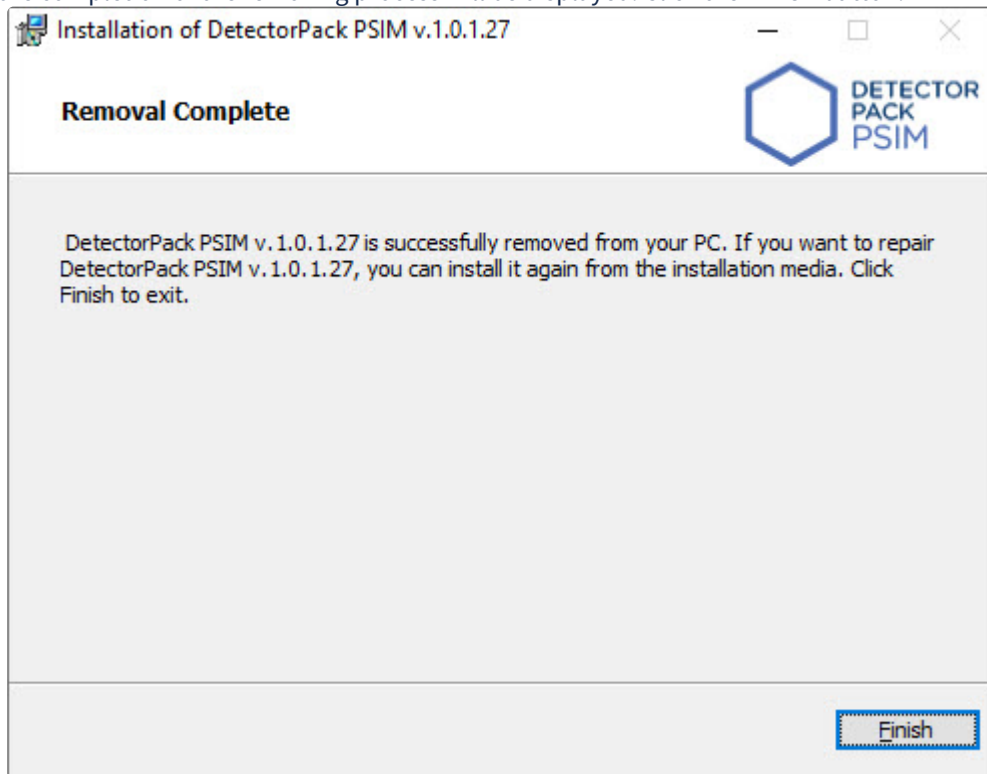 Installation of DetectorPack PSIM v.1.0.1.27
Removal Complete
DETECTOR
PACK
PSIM
DetectorPack PSIM v.1.0.1.27 is successfully removed from your PC. If you want to repair
DetectorPack PSIM v.1.0.1.27, you can install it again from the installation media. Click
Finish to exit.
Finish